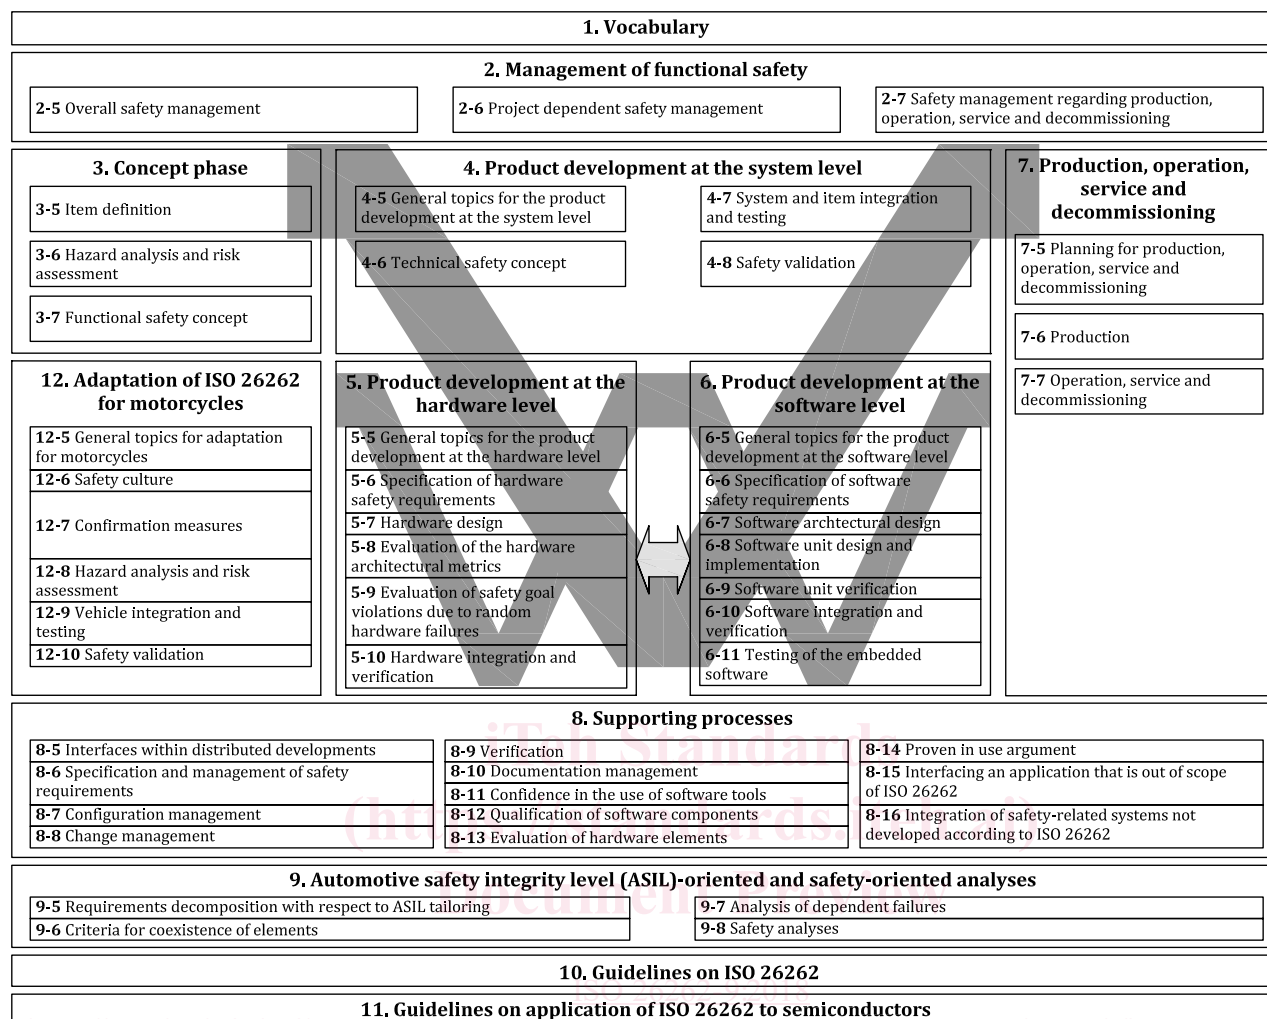 1. Vocabulary
2. Management of functional safety
2-5 Overall safety management
2-6 Project dependent safety management
2-7 Safety management regarding production,
operation, service and decommissioning
3. Concept phase
3-5 Item definition
3-6 Hazard analysis and risk
assessment
3-7 Functional safety concept
4. Product development at the system level
4-5 General topics for the product
development at the system level
4-6 Technical safety concept
4-7 System and item integration
and testing
4-8 Safety validation
7. Production, operation,
service and
decommissioning
7-5 Planning for production,
operation, service and
decommissioning
7-6 Production
7-7 Operation, service and
decommissioning
12. Adaptation of ISO 26262
for motorcycles
12-5 General topics for adaptation
for motorcycles
12-6 Safety culture
12-7 Confirmation measures
12-8 Hazard analysis and risk
assessment
12-9 Vehicle integration and
testing
12-10 Safety validation
5. Product development at the
hardware level
5-5 General topics for the product
development at the hardware level
5-6 Specification of hardware
safety requirements
5-7 Hardware design
5-8 Evaluation of the hardware
architectural metrics
5-9 Evaluation of safety goal
violations due to random
hardware failures
5-10 Hardware integration and
verification
6. Product development at the
software level
6-5 General topics for the product
development at the software level
6-6 Specification of software
safety requirements
6-7 Software archtectural design
6-8 Software unit design and
implementation
6-9 Software unit verification
6-10 Software integration and
verification
6-11 Testing of the embedded
software
8. Supporting processes
8-5 Interfaces within distributed developments
8-6 Specification and management of safety
requirements
8-7 Configuration management
8-8 Change management
8-9 Verification
8-10 Documentation management
8-11 Confidence in the use of software tools
8-12 Qualification of software components
8-13 Evaluation of hardware elements
8-14 Proven in use argument
8-15 Interfacing an application that is out of scope
of ISO 26262
8-16 Integration of safety-related systems not
developed according to ISO 26262
iTeh Standards
(https://standards.iteh.ai)
Document Preview
9. Automotive safety integrity level (ASIL)-oriented and safety-oriented analyses
9-5 Requirements decomposition with respect to ASIL tailoring
9-6 Criteria for coexistence of elements
9-7 Analysis of dependent failures
9-8 Safety analyses
10. Guidelines on ISO 26262
ISO 26262-9:2018
11. Guidelines on application of ISO 26262 to semiconductors